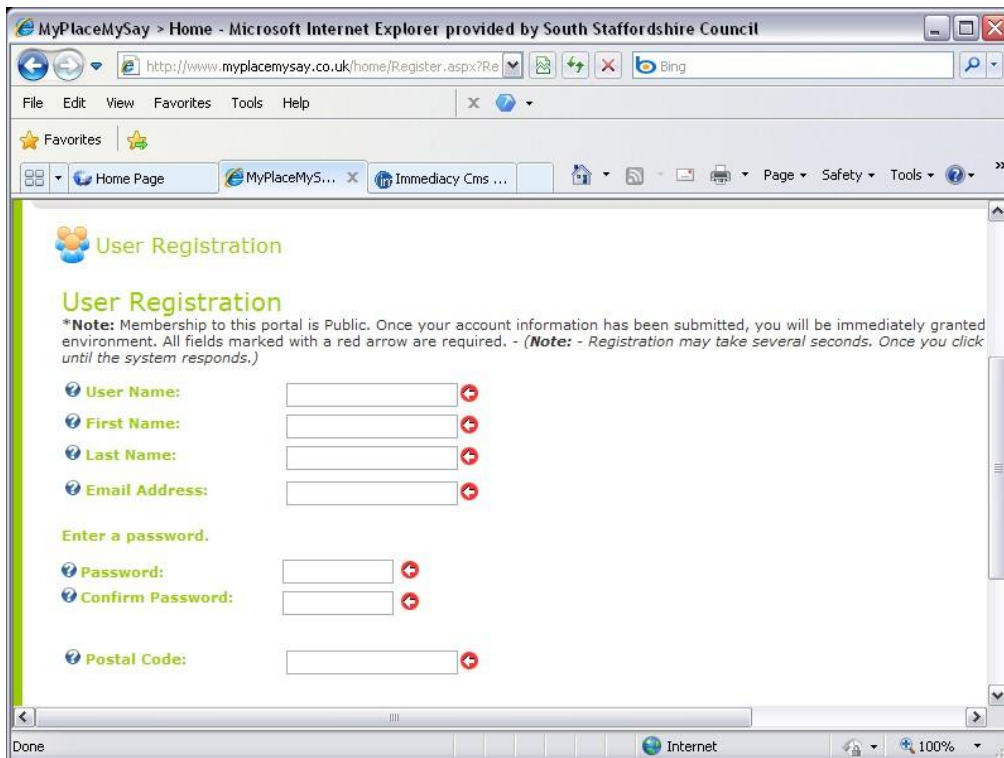 MyPlaceMySay > Home - Microsoft Internet Explorer provided by South Staffordshire Council
http://www.myplacemysay.co.uk/home/Register.aspx?Re
Bing
File Edit View Favorites Tools Help
Favorites
Home Page
MyPlaceMyS...
Immediacy Cms ...
Page
Safety
Tools
User Registration
User Registration
*Note: Membership to this portal is Public. Once your account information has been submitted, you will be immediately granted
environment. All fields marked with a red arrow are required. - (Note: - Registration may take several seconds. Once you click
until the system responds.)
User Name:
First Name:
Last Name:
Email Address:
Enter a password.
Password:
Confirm Password:
Postal Code:
Done
Internet
100%